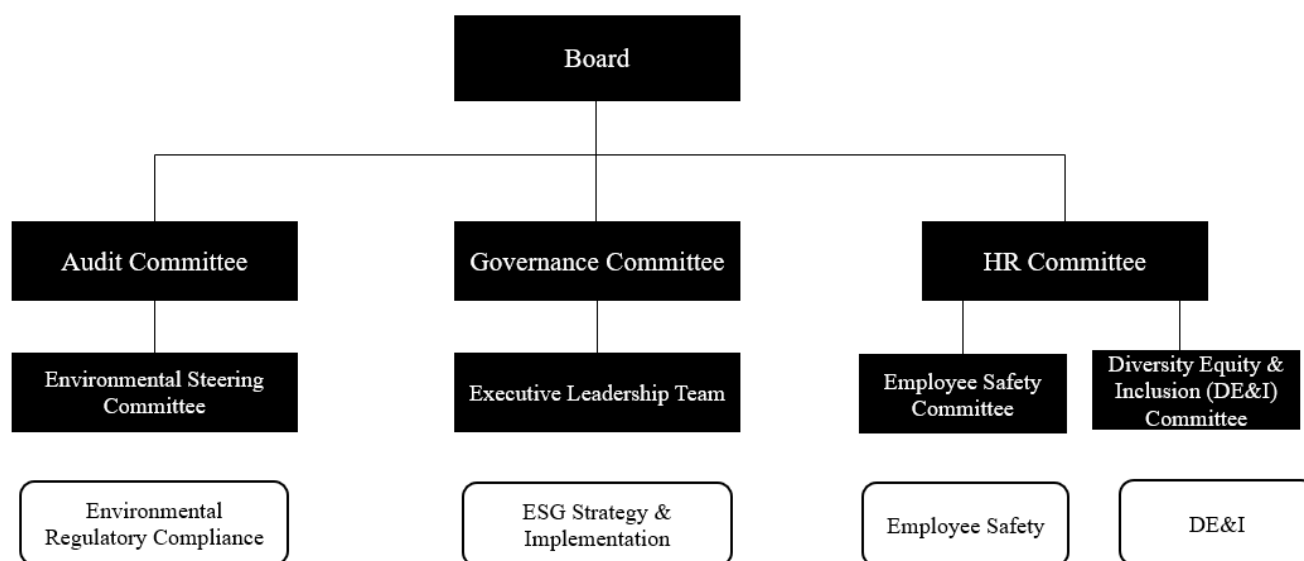 Board
Audit Committee
Governance Committee
HR Committee
Environmental Steering
Committee
Executive Leadership Team
Employee Safety
Committee
Diversity Equity &
Inclusion (DE&I)
Committee
Environmental
Regulatory Compliance
ESG Strategy &
Implementation
Employee Safety
DE&I